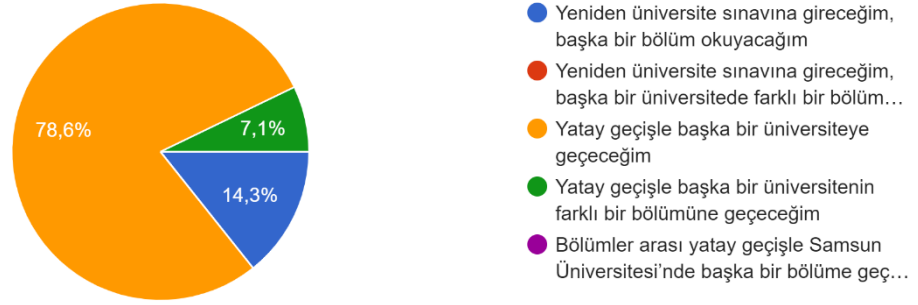 78,6%
7,1%
14,3%
Yeniden üniversite sınavına gireceğim,
başka bir bölüm okuyacağım
Yeniden üniversite sınavına gireceğim,
başka bir üniversitede farklı bir bölüm…
Yatay geçişle başka bir üniversiteye
geçeceğim
Yatay geçişle başka bir üniversitenin
farklı bir bölümüne geçeceğim
Bölümler arası yatay geçişle Samsun
Üniversitesi’nde başka bir bölüme geç…